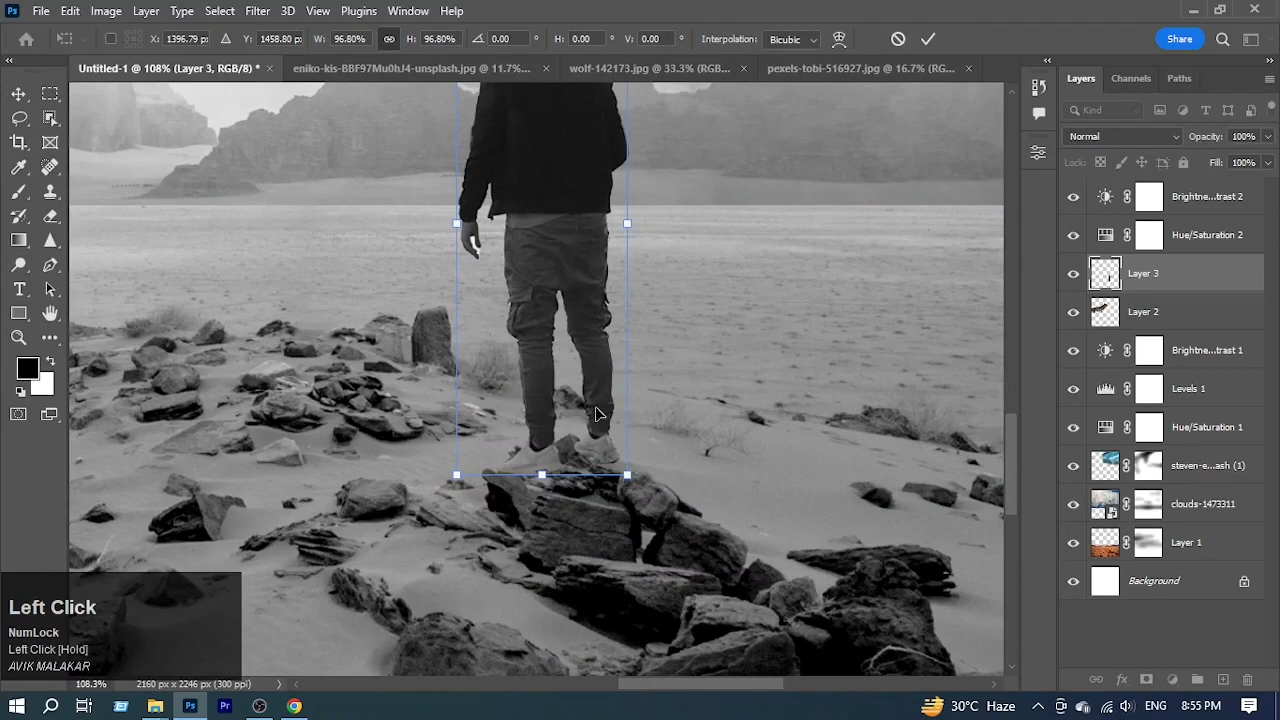 Ps File Edit Image Layer Type Select Filter 3D View Plugins Window Help
X: 1396.79 px Y: 1458.80 px W: 96.80% H: 96.80% 0.00 ° H: 0.00 ° V: 0.00 ° Interpolation: Bicubic Share
Untitled-1 @ 108% (Layer 3, RGB/8) * × eniko-kis-BBF97Mu0hJ4-unsplash.jpg @ 11.7%... × wolf-142173.jpg @ 33.3% (RGB... × pexels-tobi-516927.jpg @ 16.7% (RG... ×
Layers Channels Paths
Kind
Normal Opacity: 100%
Lock: Fill: 100%
Brightne...trast 2
Hue/Saturation 2
Layer 3
Layer 2
Brightne...trast 1
Levels 1
Hue/Saturation 1
clouds-1473311
Layer 1
Background
Left Click
NumLock
Left Click [Hold]
AVIK MALAKAR
108.3% 2160 px x 2246 px (300 ppi)
Ps Pr 30°C Haze ENG 8:53 PM